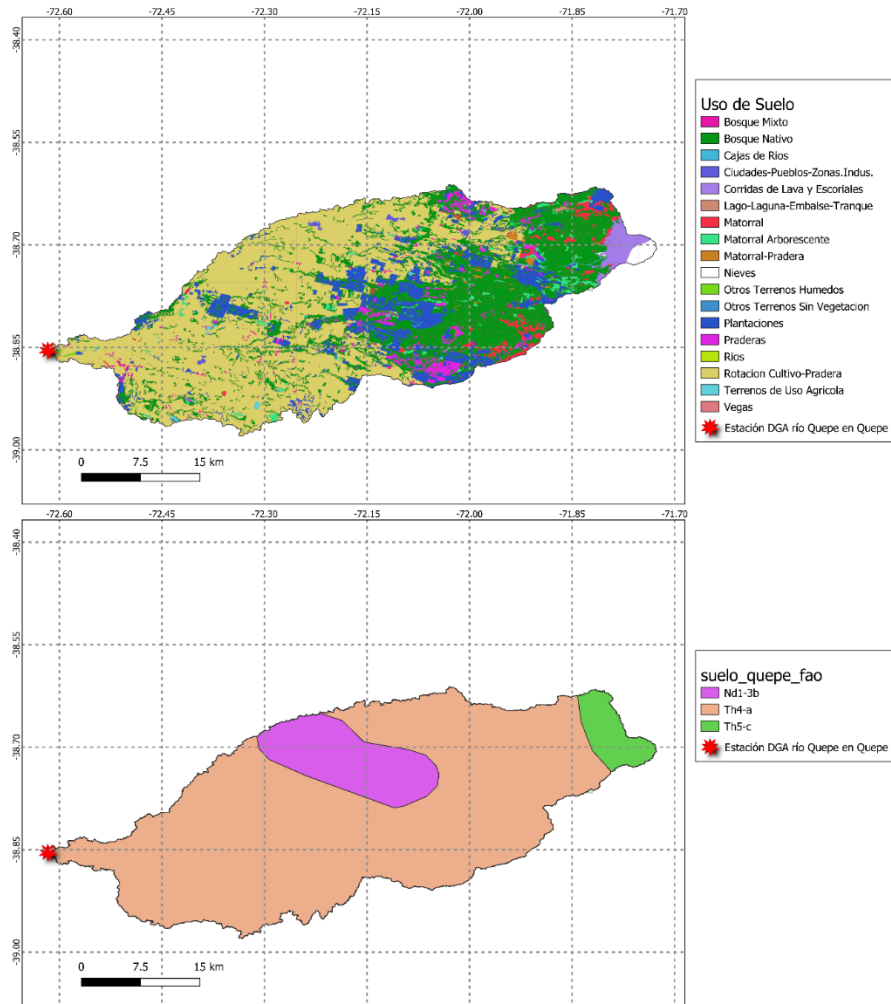 -72.60 -72.45 -72.30 -72.15 -72.00 -71.85 -71.70
-38.40
-38.55
-38.70
-38.85
-39.00
0 7.5 15 km
Uso de Suelo
Bosque Mixto
Bosque Nativo
Cajas de Rios
Ciudades-Pueblos-Zonas.Indus.
Corridas de Lava y Escoriales
Lago-Laguna-Embalse-Tranque
Matorral
Matorral Arborescente
Matorral-Pradera
Nieves
Otros Terrenos Humedos
Otros Terrenos Sin Vegetacion
Plantaciones
Praderas
Rios
Rotacion Cultivo-Pradera
Terrenos de Uso Agricola
Vegas
Estación DGA río Quepe en Quepe
-72.60 -72.45 -72.30 -72.15 -72.00 -71.85 -71.70
-38.40
-38.55
-38.70
-38.85
-39.00
0 7.5 15 km
suelo_quepe_fao
Nd1-3b
Th4-a
Th5-c
Estación DGA río Quepe en Quepe